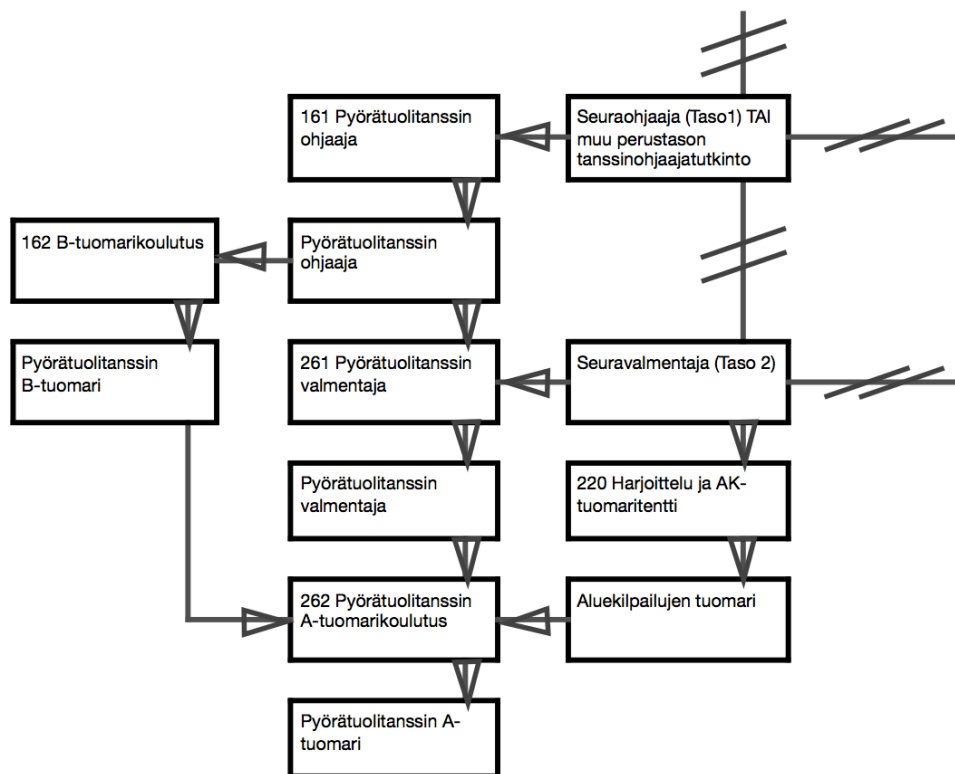 161 Pyörätuolitanssin
ohjaaja
Seuraohjaaja (Taso1) TAI
muu perustason
tanssinohjaajatutkinto
162 B-tuomarikoulutus
Pyörätuolitanssin
ohjaaja
Pyörätuolitanssin
B-tuomari
261 Pyörätuolitanssin
valmentaja
Seuravalmentaja (Taso 2)
Pyörätuolitanssin
valmentaja
220 Harjoittelu ja AK-
tuomaritentti
262 Pyörätuolitanssin
A-tuomarikoulutus
Aluekilpailujen tuomari
Pyörätuolitanssin A-
tuomari